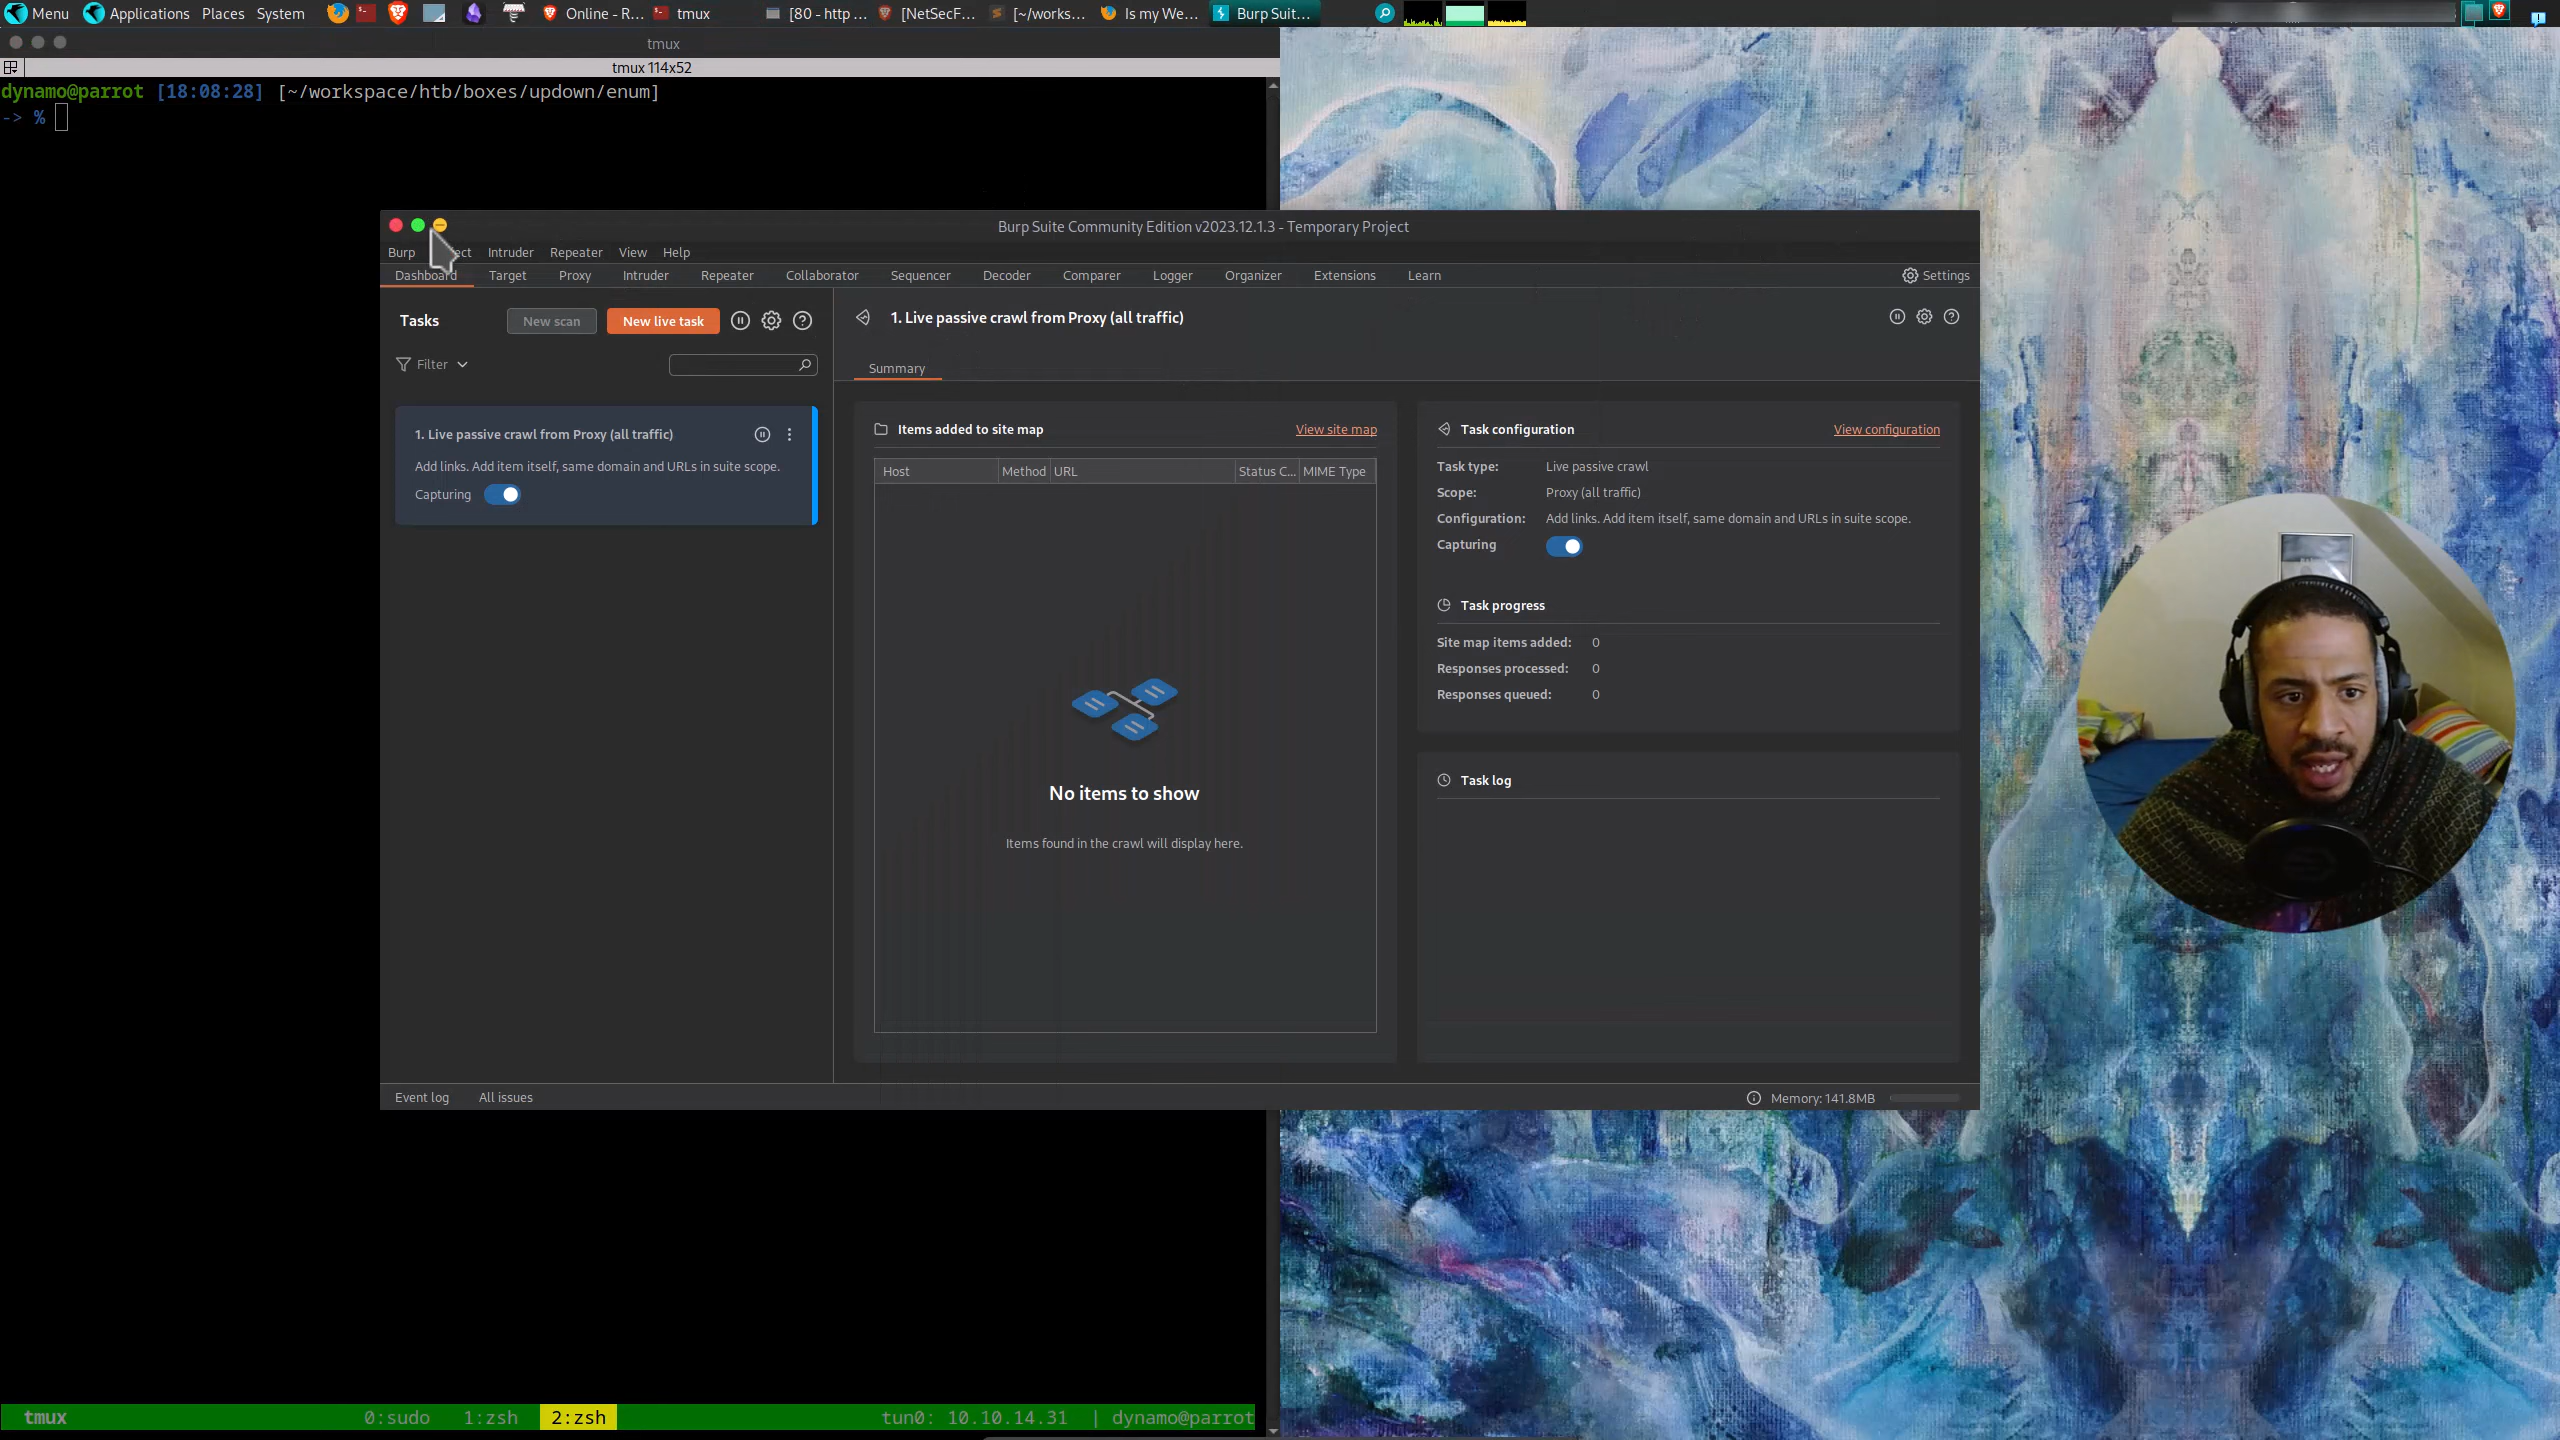 Menu Applications Places System Online - R... tmux [80 - http ... [NetSecF... [~/works... Is my We... Burp Suit...
tmux
tmux 114x52
dynamo@parrot [18:08:28] [~/workspace/htb/boxes/updown/enum]
-> %
Burp Suite Community Edition v2023.12.1.3 - Temporary Project
Burp ect Intruder Repeater View Help
Dashboard Target Proxy Intruder Repeater Collaborator Sequencer Decoder Comparer Logger Organizer Extensions Learn Settings
Tasks New scan New live task
1. Live passive crawl from Proxy (all traffic)
Filter
Summary
1. Live passive crawl from Proxy (all traffic)
Add links. Add item itself, same domain and URLs in suite scope.
Capturing
Items added to site map View site map
Host Method URL Status C... MIME Type
No items to show
Items found in the crawl will display here.
Task configuration View configuration
Task type: Live passive crawl
Scope: Proxy (all traffic)
Configuration: Add links. Add item itself, same domain and URLs in suite scope.
Capturing
Task progress
Site map items added: 0
Responses processed: 0
Responses queued: 0
Task log
Event log All issues Memory: 141.8MB
tmux 0:sudo 1:zsh 2:zsh tun0: 10.10.14.31 | dynamo@parrot